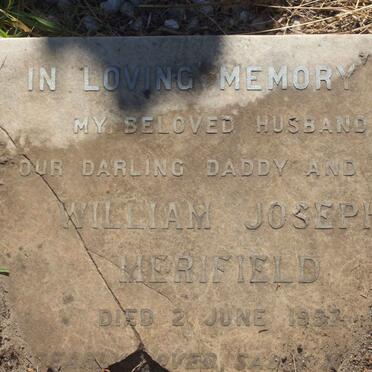 IN LOVING MEMORY
MY BELOVED HUSBAND
OUR DARLING DADDY AND
WILLIAM JOSEPH
MERIFIELD
DIED 2 JUNE